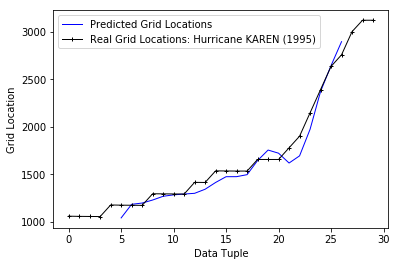 Predicted Grid Locations
Real Grid Locations: Hurricane KAREN (1995)
3000
2500
2000
1500
1000
Grid Location
0 5 10 15 20 25 30
Data Tuple